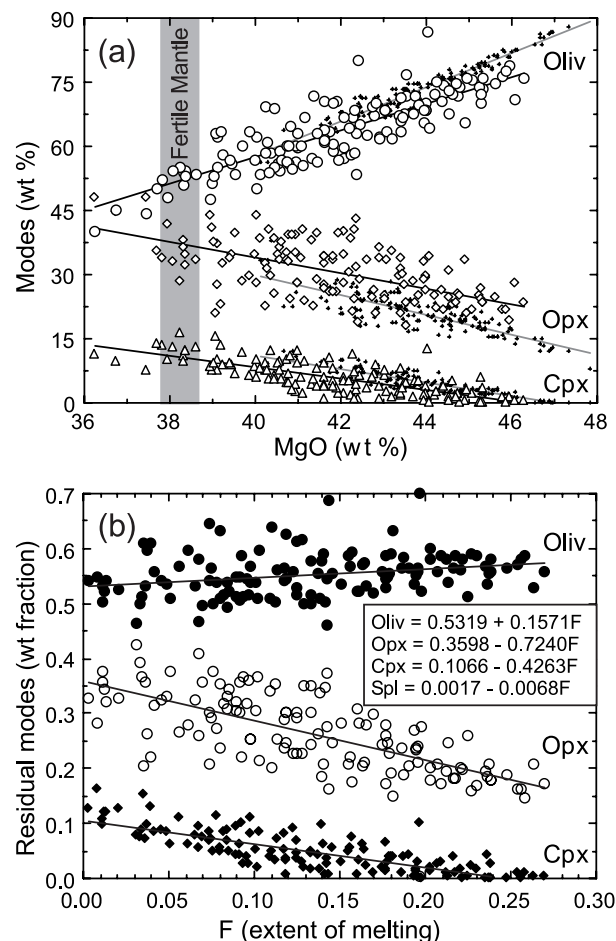 (a)
Fertile Mantle
Oliv
Opx
Cpx
90
75
60
45
30
15
0
Modes (wt %)
36 38 40 42 44 46 48
MgO (wt %)
(b)
Oliv
Oliv = 0.5319 + 0.1571F
Opx = 0.3598 - 0.7240F
Cpx = 0.1066 - 0.4263F
Spl = 0.0017 - 0.0068F
Opx
Cpx
0.7
0.6
0.5
0.4
0.3
0.2
0.1
0.0
Residual modes (wt fraction)
0.00 0.05 0.10 0.15 0.20 0.25 0.30
F (extent of melting)